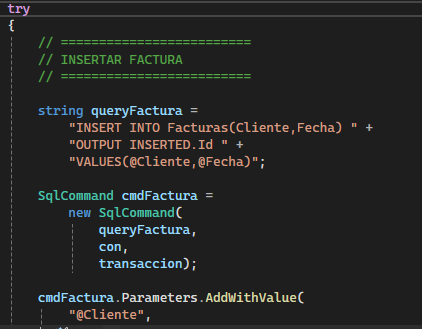 try
{
// =========================
// INSERTAR FACTURA
// =========================
string queryFactura =
"INSERT INTO Facturas(Cliente,Fecha) " +
"OUTPUT INSERTED.Id " +
"VALUES(@Cliente,@Fecha)";
SqlCommand cmdFactura =
new SqlCommand(
queryFactura,
con,
transaccion);
cmdFactura.Parameters.AddWithValue(
"@Cliente",